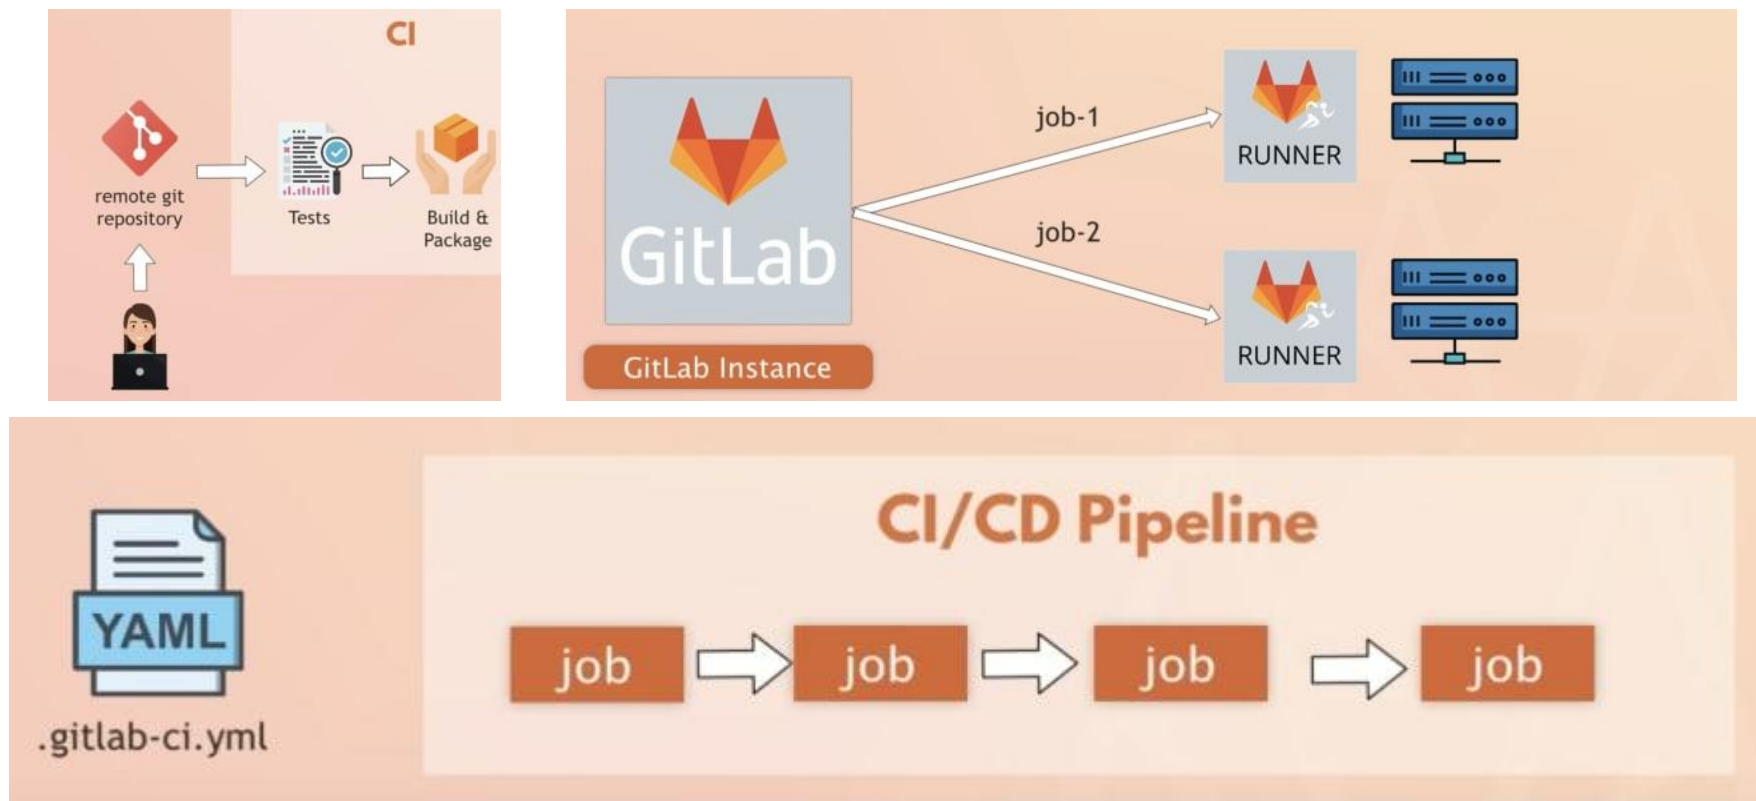 CI
remote git
repository
Tests
Build &
Package
GitLab
GitLab Instance
job-1
job-2
RUNNER
RUNNER
YAML
.gitlab-ci.yml
CI/CD Pipeline
job
job
job
job